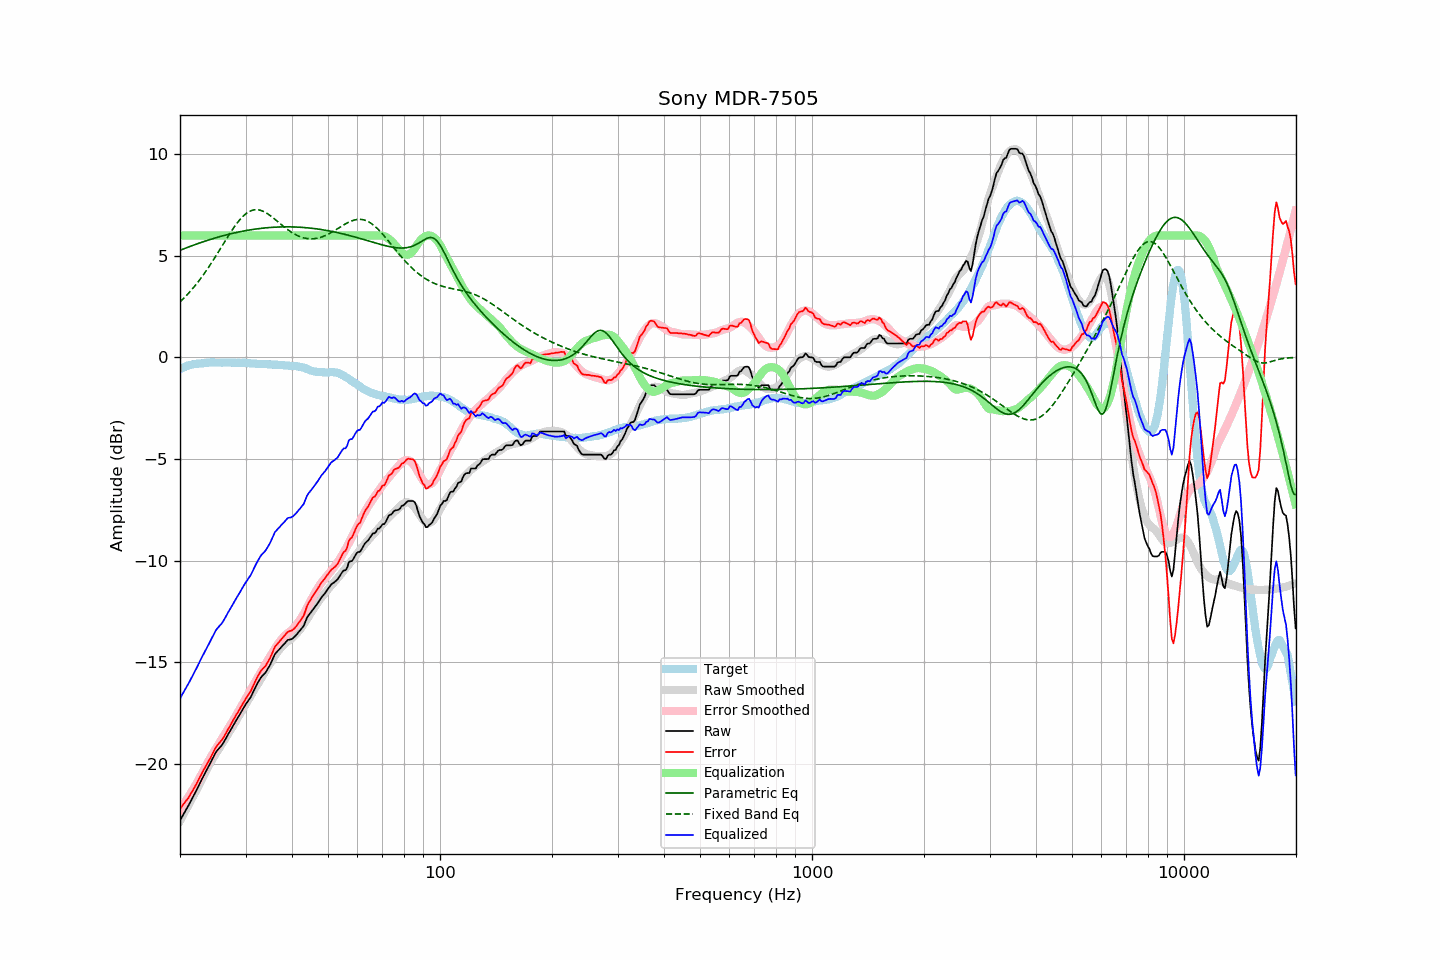 Sony MDR-7505
Amplitude (dBr)
10
5
0
−5
−10
−15
−20
Target
Raw Smoothed
Error Smoothed
Raw
Error
Equalization
Parametric Eq
Fixed Band Eq
Equalized
100
1000
10000
Frequency (Hz)